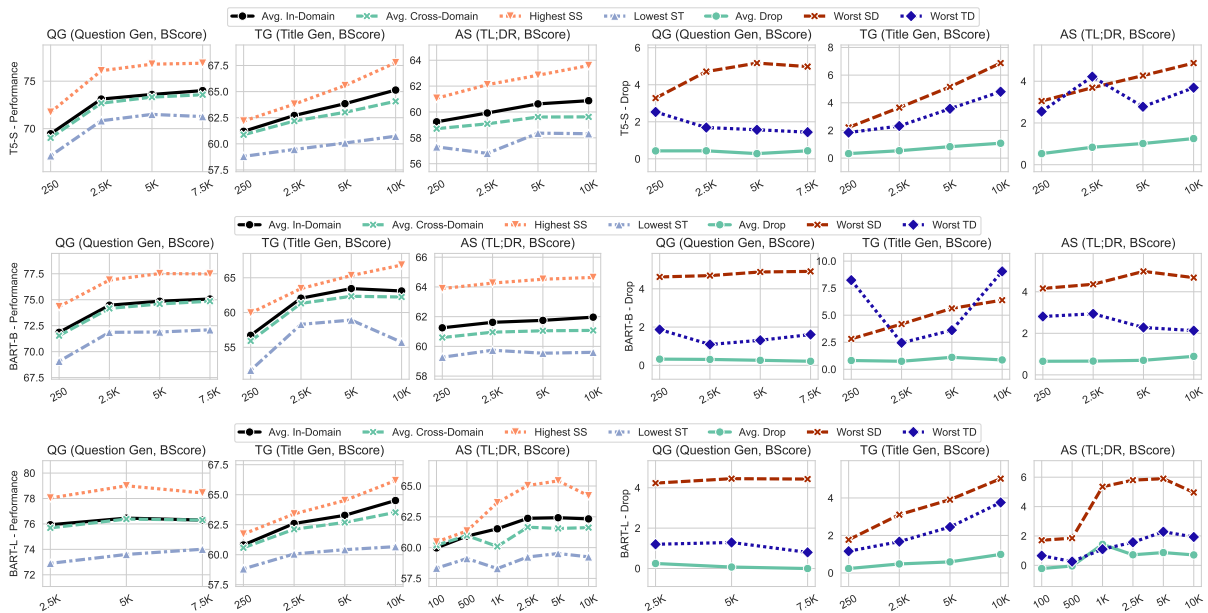 Avg. In-Domain Avg. Cross-Domain Highest SS Lowest ST Avg. Drop Worst SD Worst TD
QG (Question Gen, BScore) TG (Title Gen, BScore) AS (TL;DR, BScore) QG (Question Gen, BScore) TG (Title Gen, BScore) AS (TL;DR, BScore)
T5-S - Performance
75
70
250 2.5K 5K 7.5K
67.5
65.0
62.5
60.0
57.5
250 2.5K 5K 10K
64
62
60
58
56
250 2.5K 5K 10K
T5-S - Drop
6
4
2
0
250 2.5K 5K 7.5K
8
6
4
2
0
250 2.5K 5K 10K
4
2
0
250 2.5K 5K 10K
Avg. In-Domain Avg. Cross-Domain Highest SS Lowest ST Avg. Drop Worst SD Worst TD
QG (Question Gen, BScore) TG (Title Gen, BScore) AS (TL;DR, BScore) QG (Question Gen, BScore) TG (Title Gen, BScore) AS (TL;DR, BScore)
BART-B - Performance
77.5
75.0
72.5
70.0
67.5
250 2.5K 5K 7.5K
65
60
55
250 2.5K 5K 10K
66
64
62
60
58
250 2.5K 5K 10K
BART-B - Drop
4
2
0
250 2.5K 5K 7.5K
10.0
7.5
5.0
2.5
0.0
250 2.5K 5K 10K
4
2
0
250 2.5K 5K 10K
Avg. In-Domain Avg. Cross-Domain Highest SS Lowest ST Avg. Drop Worst SD Worst TD
QG (Question Gen, BScore) TG (Title Gen, BScore) AS (TL;DR, BScore) QG (Question Gen, BScore) TG (Title Gen, BScore) AS (TL;DR, BScore)
BART-L - Performance
80
78
76
74
72
2.5K 5K 7.5K
67.5
65.0
62.5
60.0
57.5
250 2.5K 5K 10K
65.0
62.5
60.0
57.5
100 500 1K 2.5K 5K 10K
BART-L - Drop
4
2
0
2.5K 5K 7.5K
4
2
0
250 2.5K 5K 10K
6
4
2
0
100 500 1K 2.5K 5K 10K